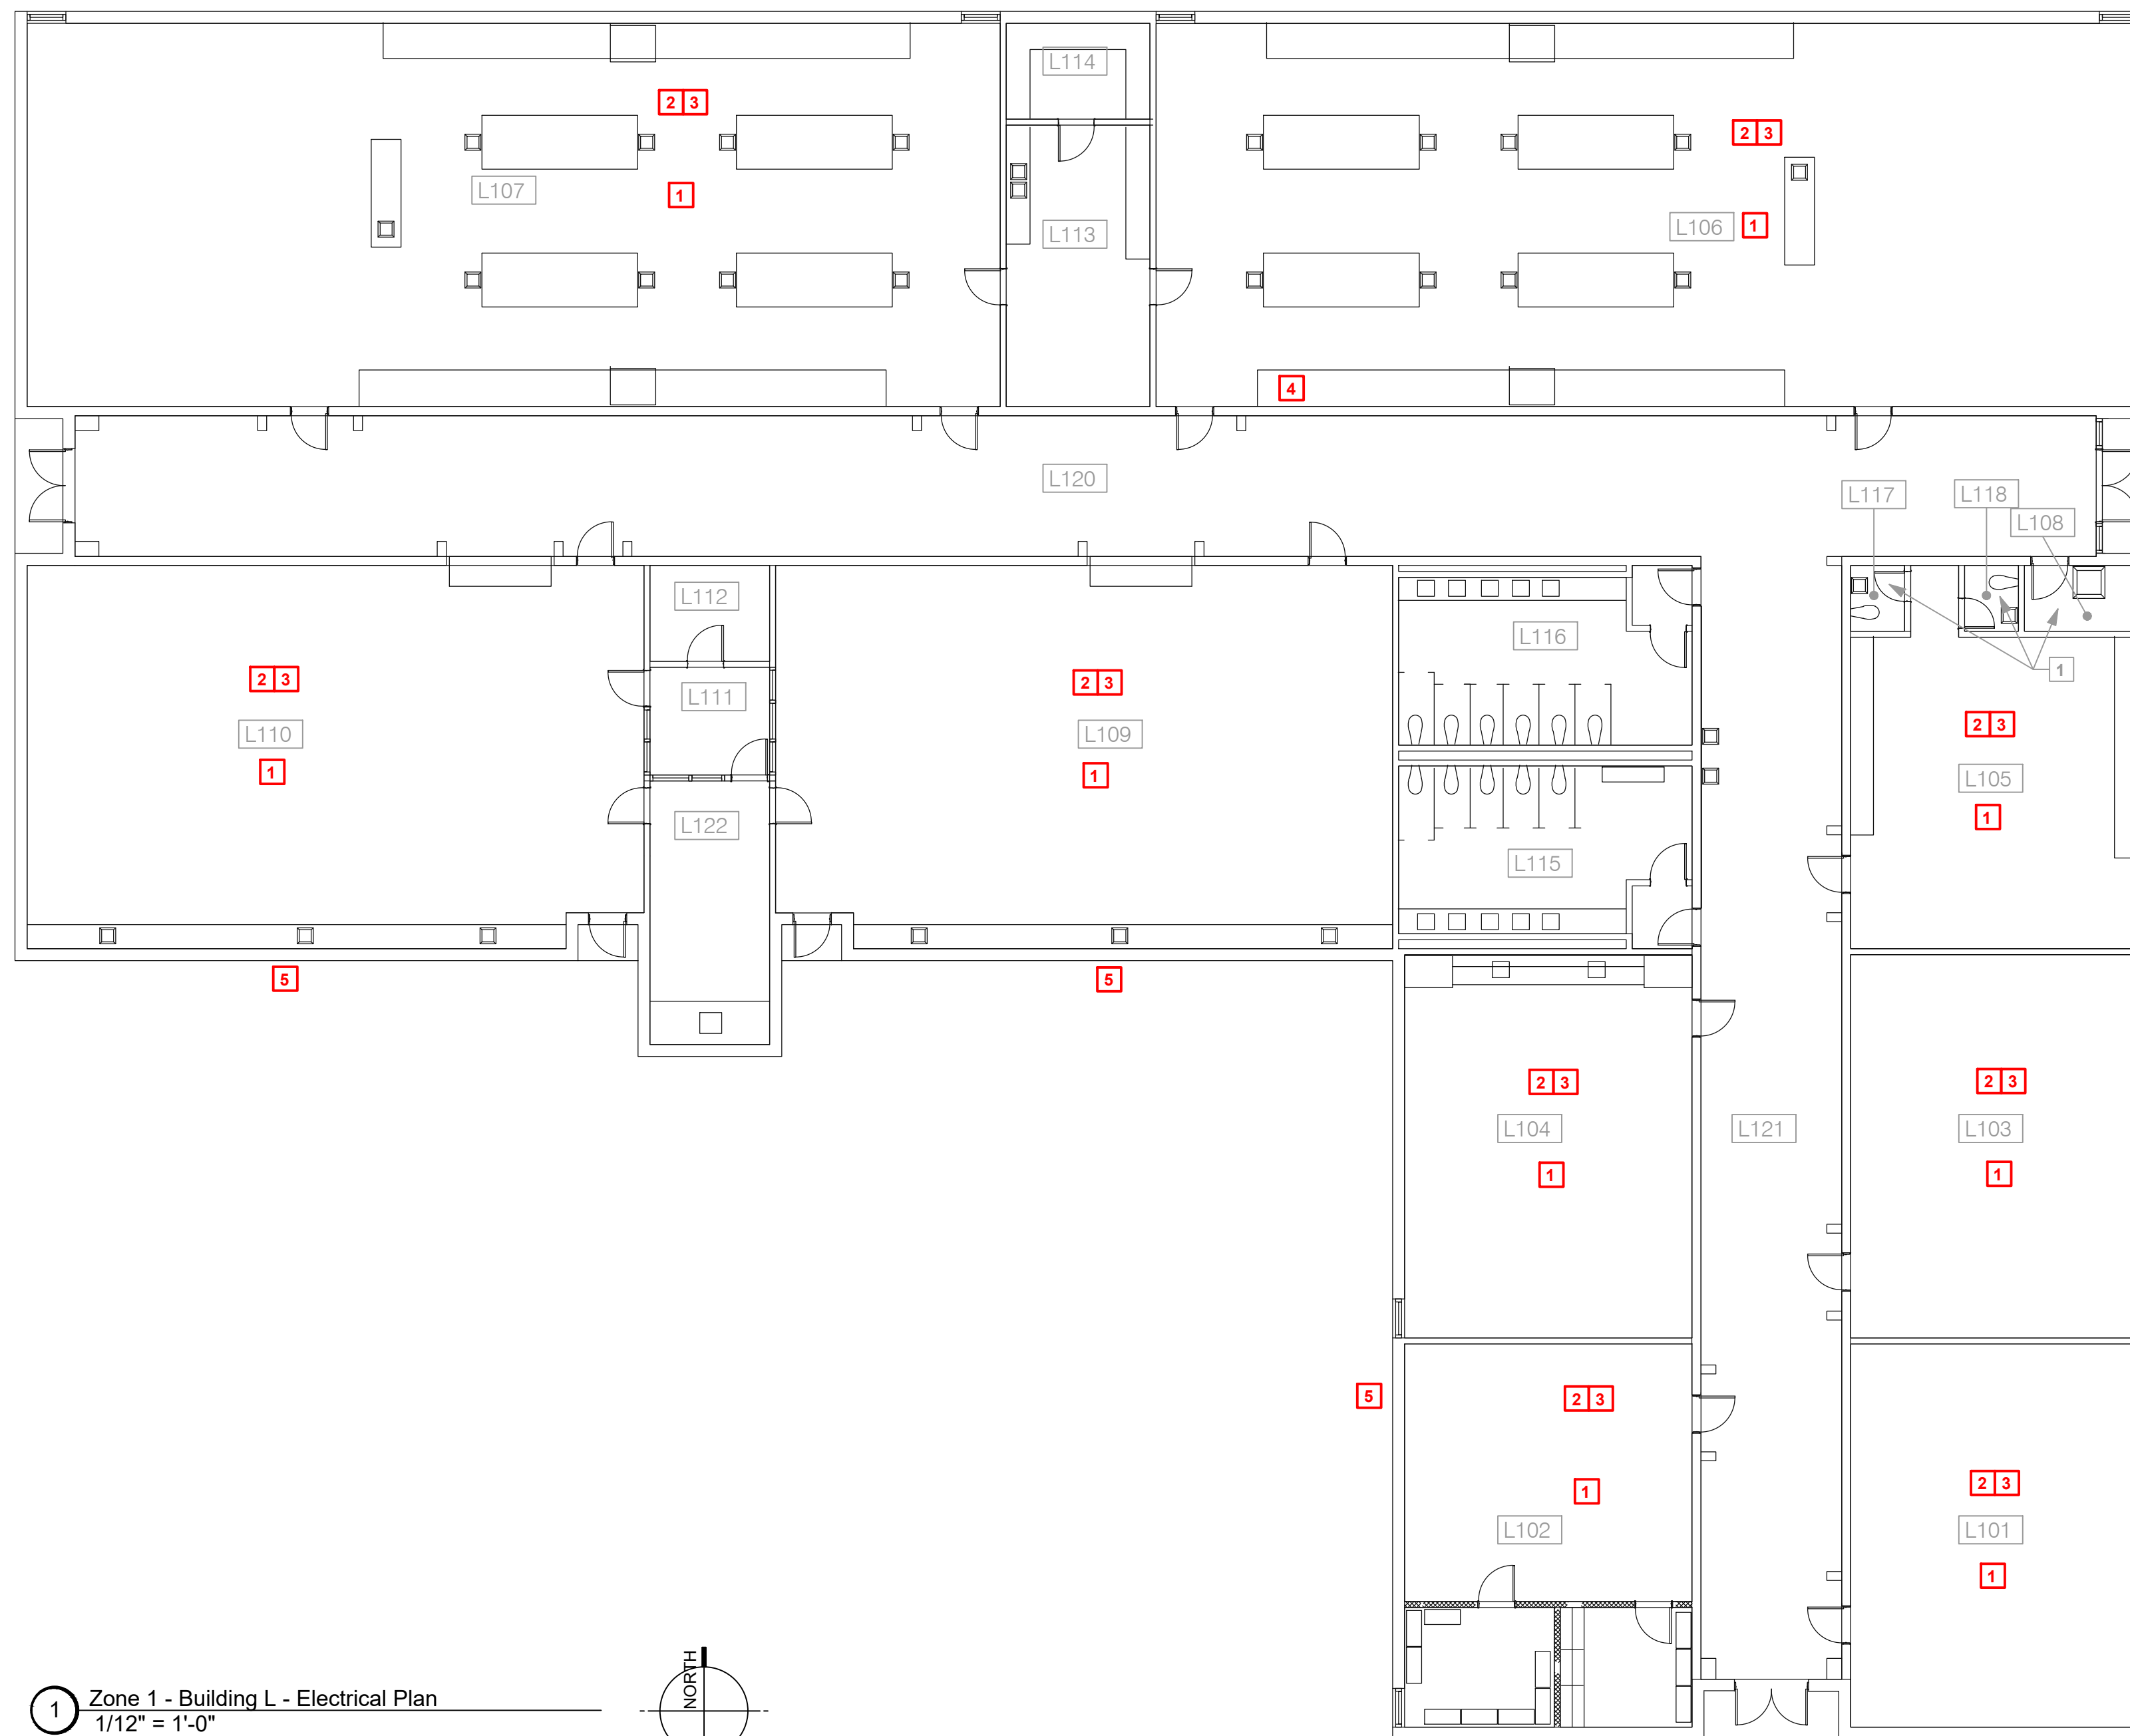 L114
2 3
2 3
L107
1
L106
1
L113
4
L120
L117
L118
L108
L112
L116
1
2 3
L111
2 3
2 3
L110
L109
L105
1
1
1
L122
L115
5
5
2 3
2 3
L104
L121
L103
1
1
5
2 3
2 3
1
L102
L101
1
NORTH
1
Zone 1 - Building L - Electrical Plan
1/12" = 1'-0"